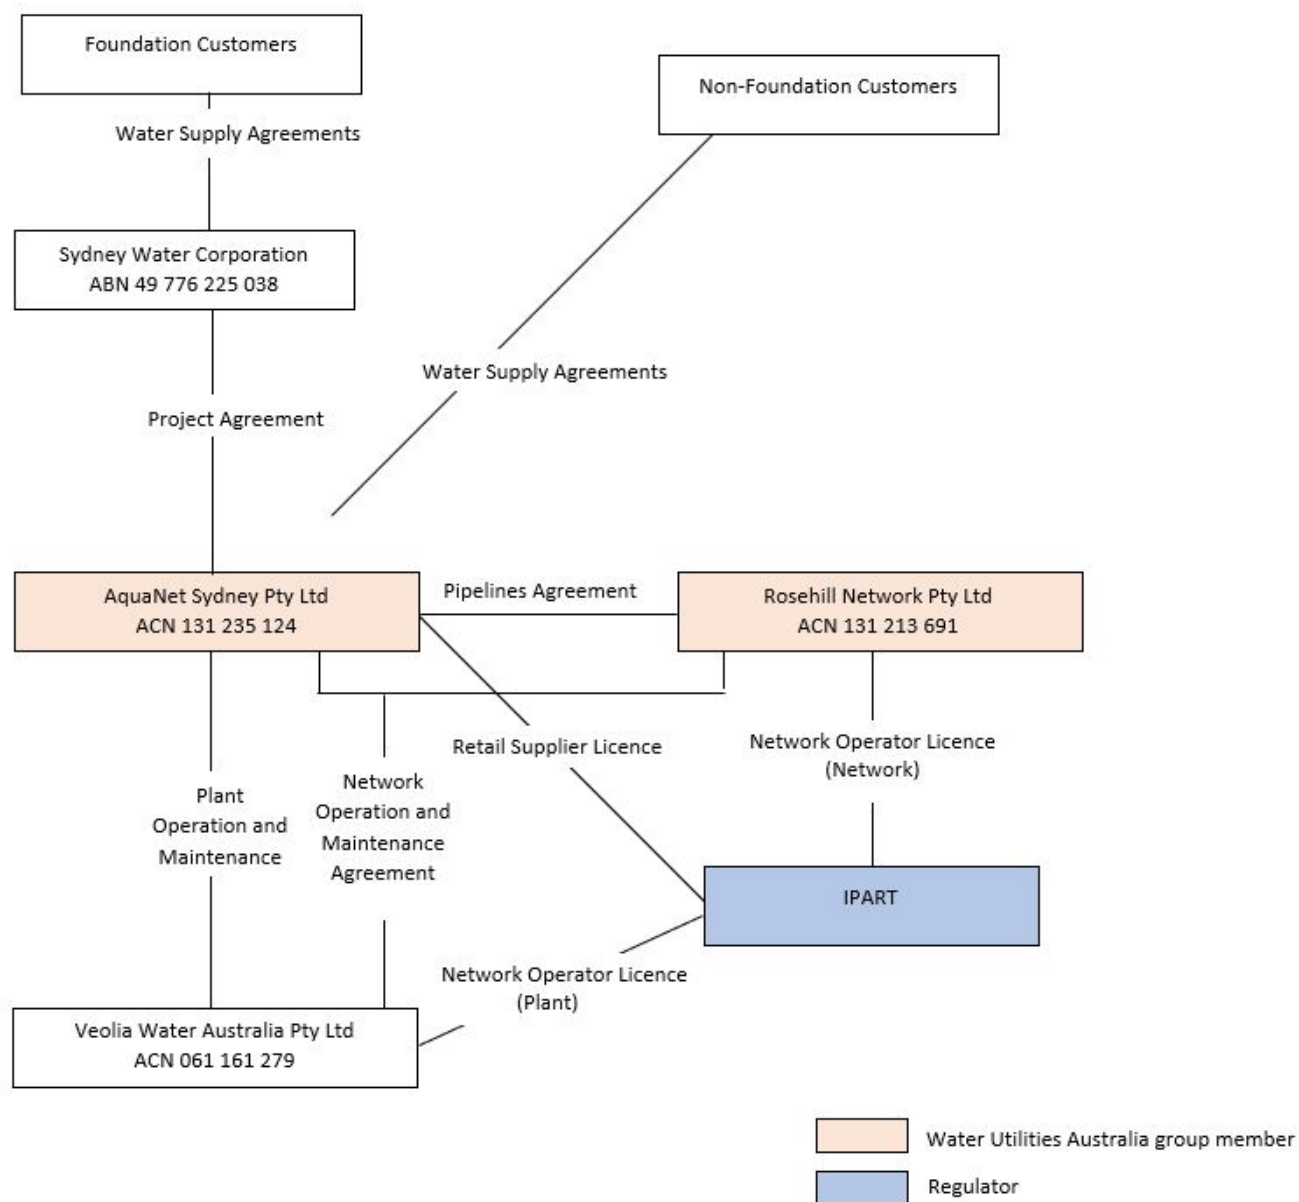 Foundation Customers
Non-Foundation Customers
Water Supply Agreements
Sydney Water Corporation
ABN 49 776 225 038
Water Supply Agreements
Project Agreement
AquaNet Sydney Pty Ltd
ACN 131 235 124
Pipelines Agreement
Rosehill Network Pty Ltd
ACN 131 213 691
Retail Supplier Licence
Network Operator Licence
(Network)
Plant
Operation and
Maintenance
Network
Operation and
Maintenance
Agreement
IPART
Network Operator Licence
(Plant)
Veolia Water Australia Pty Ltd
ACN 061 161 279
Water Utilities Australia group member
Regulator